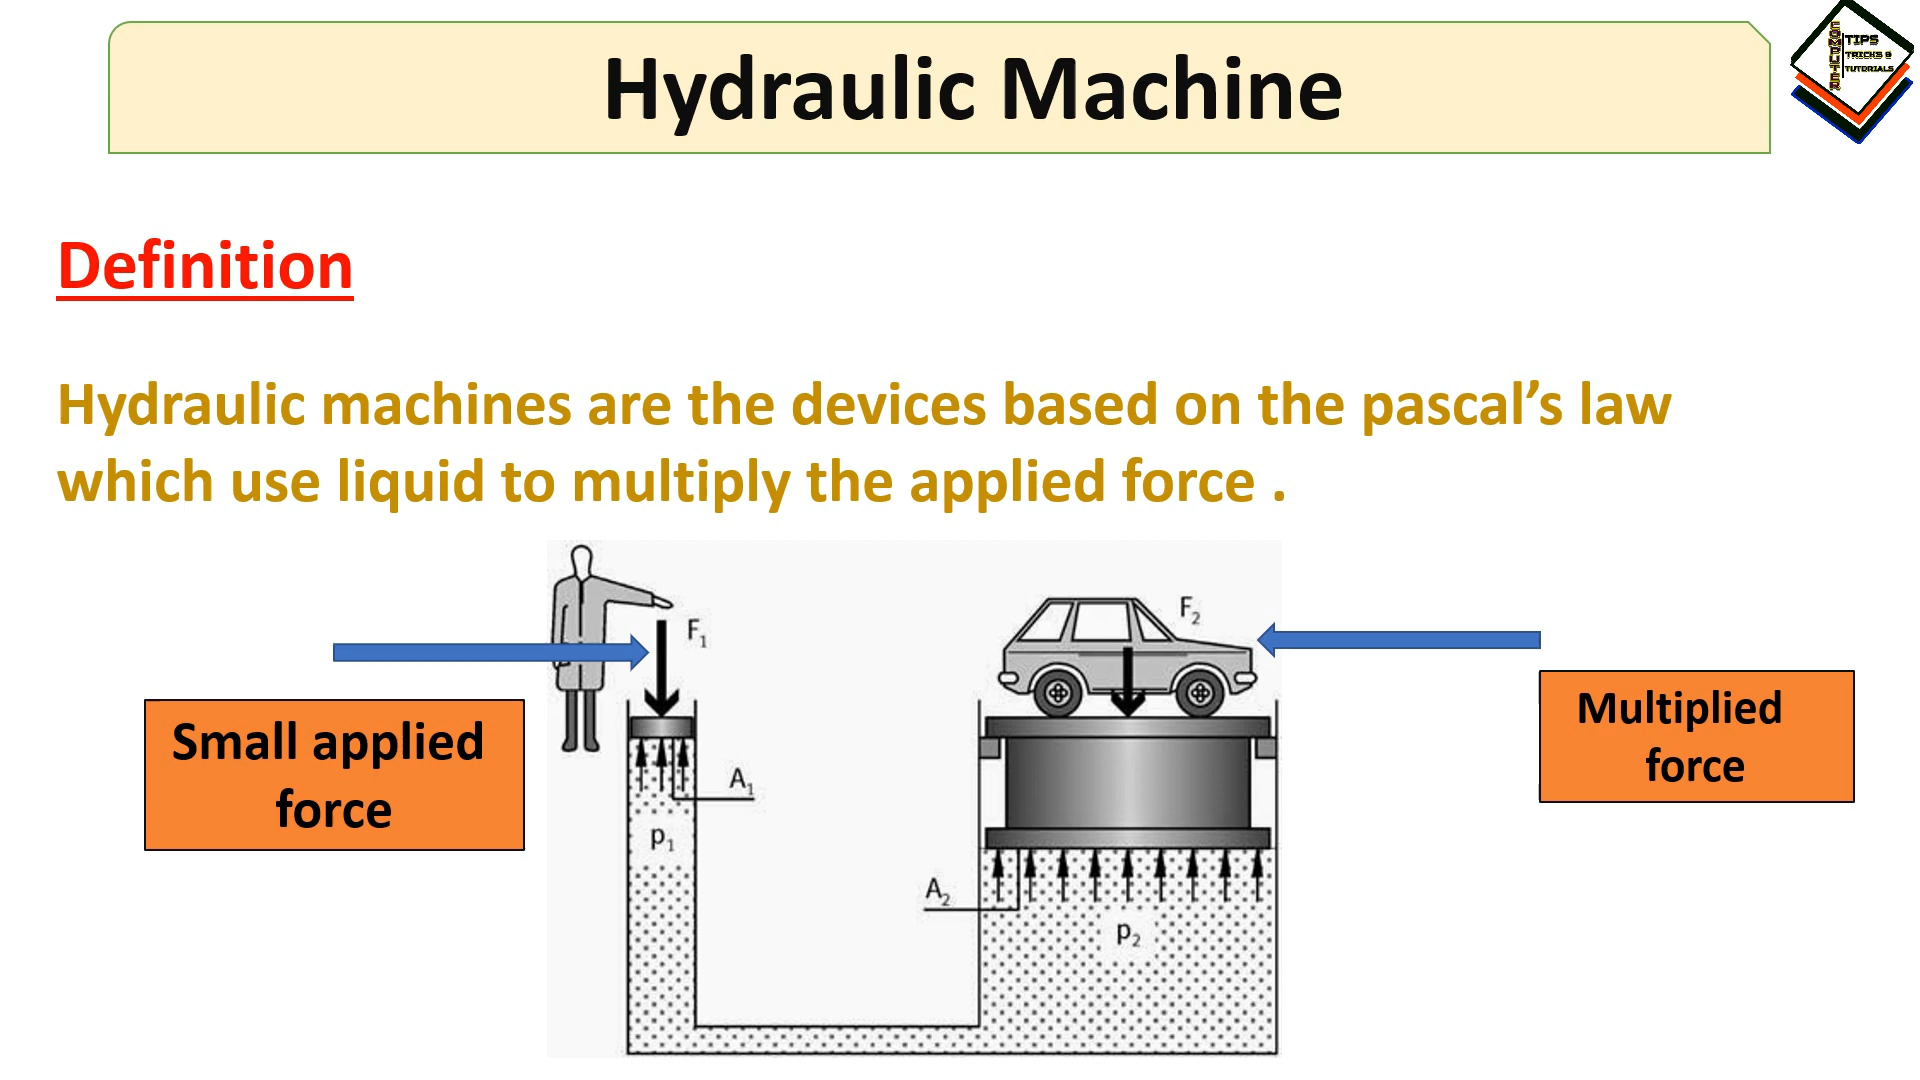 Hydraulic Machine
COMPUTER
TIPS
TRICKS &
TUTORIALS
Definition
Hydraulic machines are the devices based on the pascal’s law
which use liquid to multiply the applied force .
F₁
F₂
Small applied
force
Multiplied
force
A₁
p₁
A₂
p₂